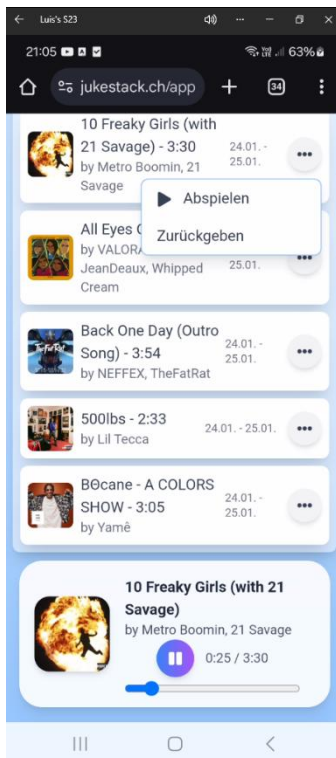 Luis's S23
21:05
63%
jukestack.ch/app
34
10 Freaky Girls (with
21 Savage) - 3:30
by Metro Boomin, 21
Savage
24.01. -
25.01.
Abspielen
Zurückgeben
All Eyes
by VALORA
JeanDeaux, Whipped
Cream
25.01.
Back One Day (Outro
Song) - 3:54
by NEFFEX, TheFatRat
24.01. -
25.01.
500lbs - 2:33
by Lil Tecca
24.01. - 25.01.
BΘcane - A COLORS
SHOW - 3:05
by Yamê
24.01. -
25.01.
10 Freaky Girls (with 21
Savage)
by Metro Boomin, 21 Savage
0:25 / 3:30